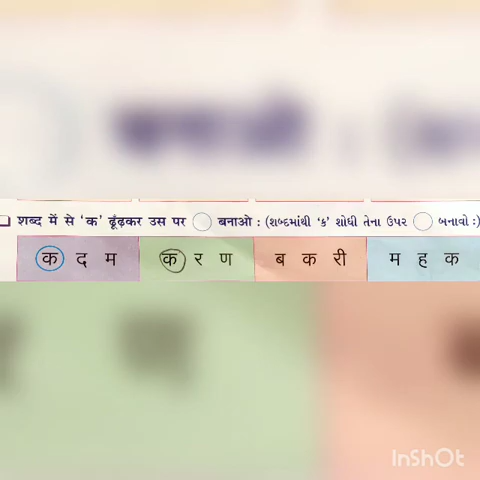 ❑ शब्द में से 'क' ढूंढ़कर उस पर ◯ बनाओ : (શબ્દમાંથી 'ક' શોધી તેના ઉપર ◯ બનાવો :)
क द म क र ण ब क री म ह क
InShOt